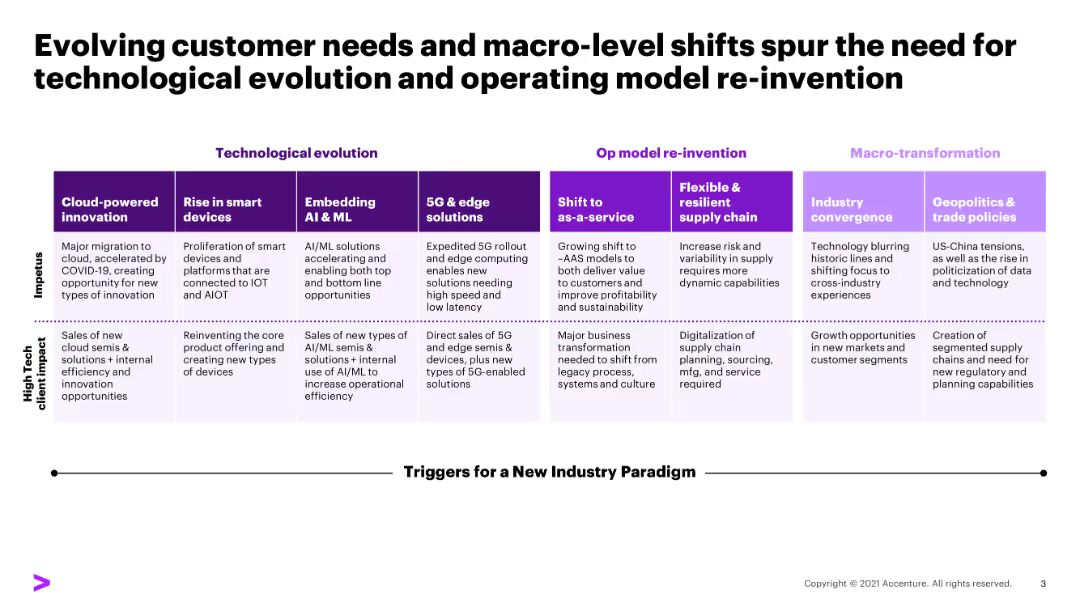 Evolving customer needs and macro-level shifts spur the need for
technological evolution and operating model re-invention
Technological evolution
Op model re-invention
Macro-transformation
Cloud-powered
innovation
Rise in smart
devices
Embedding
AI & ML
5G & edge
solutions
Shift to
as-a-service
Flexible &
resilient
supply chain
Industry
convergence
Geopolitics &
trade policies
Impetus
Major migration to
cloud, accelerated by
COVID-19, creating
opportunity for new
types of innovation
Proliferation of smart
devices and
platforms that are
connected to IOT
and AIOT
AI/ML solutions
accelerating and
enabling both top
and bottom line
opportunities
Expedited 5G rollout
and edge computing
enables new
solutions needing
high speed and
low latency
Growing shift to
–AAS models to
both deliver value
to customers and
improve profitability
and sustainability
Increase risk and
variability in supply
requires more
dynamic capabilities
Technology blurring
historic lines and
shifting focus to
cross-industry
experiences
US-China tensions,
as well as the rise in
politicization of data
and technology
High Tech
client impact
Sales of new
cloud semis &
solutions + internal
efficiency and
innovation
opportunities
Reinventing the core
product offering and
creating new types
of devices
Sales of new types of
AI/ML semis &
solutions + internal
use of AI/ML to
increase operational
efficiency
Direct sales of 5G
and edge semis &
devices, plus new
types of 5G-enabled
solutions
Major business
transformation
needed to shift from
legacy process,
systems and culture
Digitalization of
supply chain
planning, sourcing,
mfg, and service
required
Growth opportunities
in new markets and
customer segments
Creation of
segmented supply
chains and need for
new regulatory and
planning capabilities
Triggers for a New Industry Paradigm
Copyright © 2021 Accenture. All rights reserved.
3